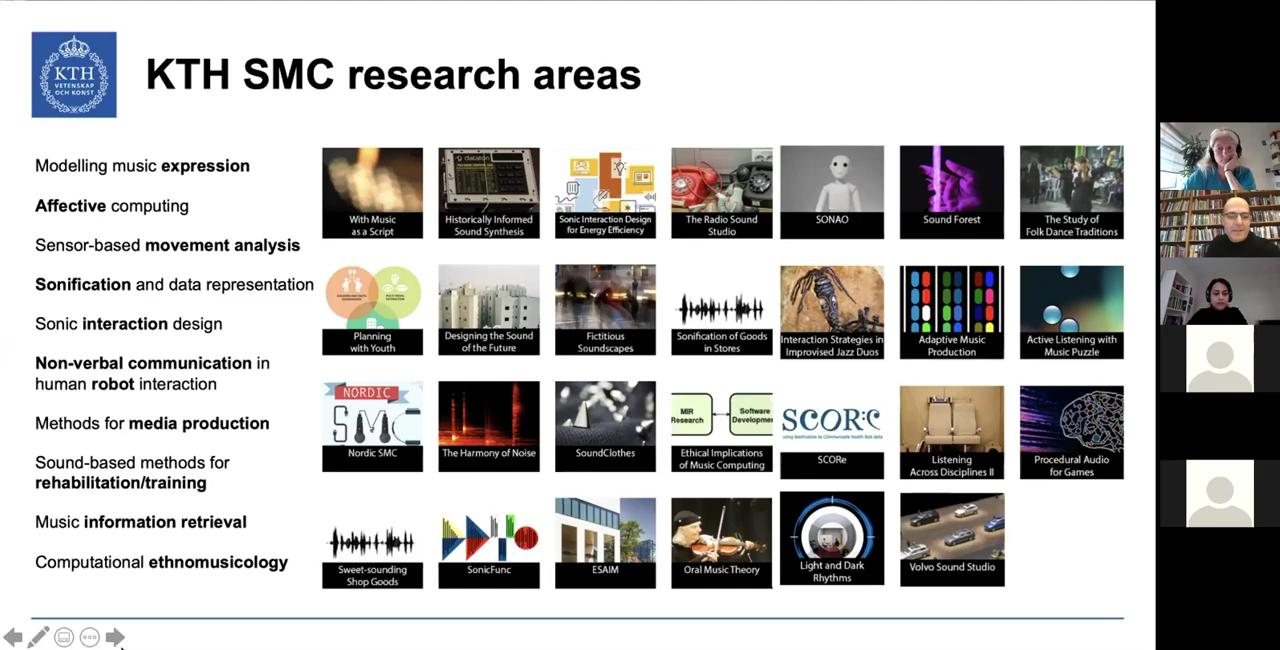 KTH
VETENSKAP
OCH KONST
KTH SMC research areas
Modelling music expression
Affective computing
Sensor-based movement analysis
Sonification and data representation
Sonic interaction design
Non-verbal communication in
human robot interaction
Methods for media production
Sound-based methods for
rehabilitation/training
Music information retrieval
Computational ethnomusicology
With Music
as a Script
Historically Informed
Sound Synthesis
Sonic Interaction Design
for Energy Efficiency
The Radio Sound
Studio
SONAO
Sound Forest
The Study of
Folk Dance Traditions
Planning
with Youth
Designing the Sound
of the Future
Fictitious
Soundscapes
Sonification of Goods
in Stores
Interaction Strategies in
Improvised Jazz Duos
Adaptive Music
Production
Active Listening with
Music Puzzle
NORDIC
SMC
Nordic SMC
The Harmony of Noise
SoundClothes
MIR
Research
Software
Developme
Ethical Implications
of Music Computing
SCOR:C
SCORe
Listening
Across Disciplines II
Procedural Audio
for Games
Sweet-sounding
Shop Goods
SonicFunc
ESAIM
Oral Music Theory
Light and Dark
Rhythms
Volvo Sound Studio